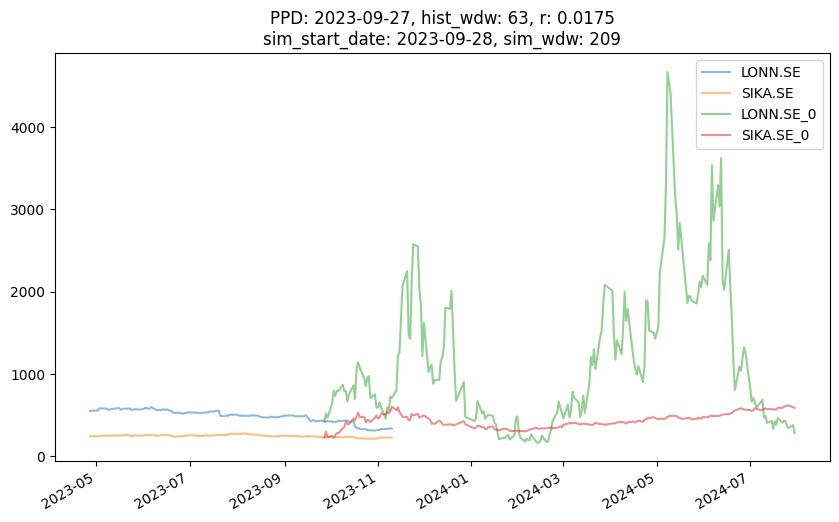 PPD: 2023-09-27, hist_wdw: 63, r: 0.0175
sim_start_date: 2023-09-28, sim_wdw: 209
LONN.SE
SIKA.SE
LONN.SE_0
SIKA.SE_0
4000
3000
2000
1000
0
2023-05
2023-07
2023-09
2023-11
2024-01
2024-03
2024-05
2024-07